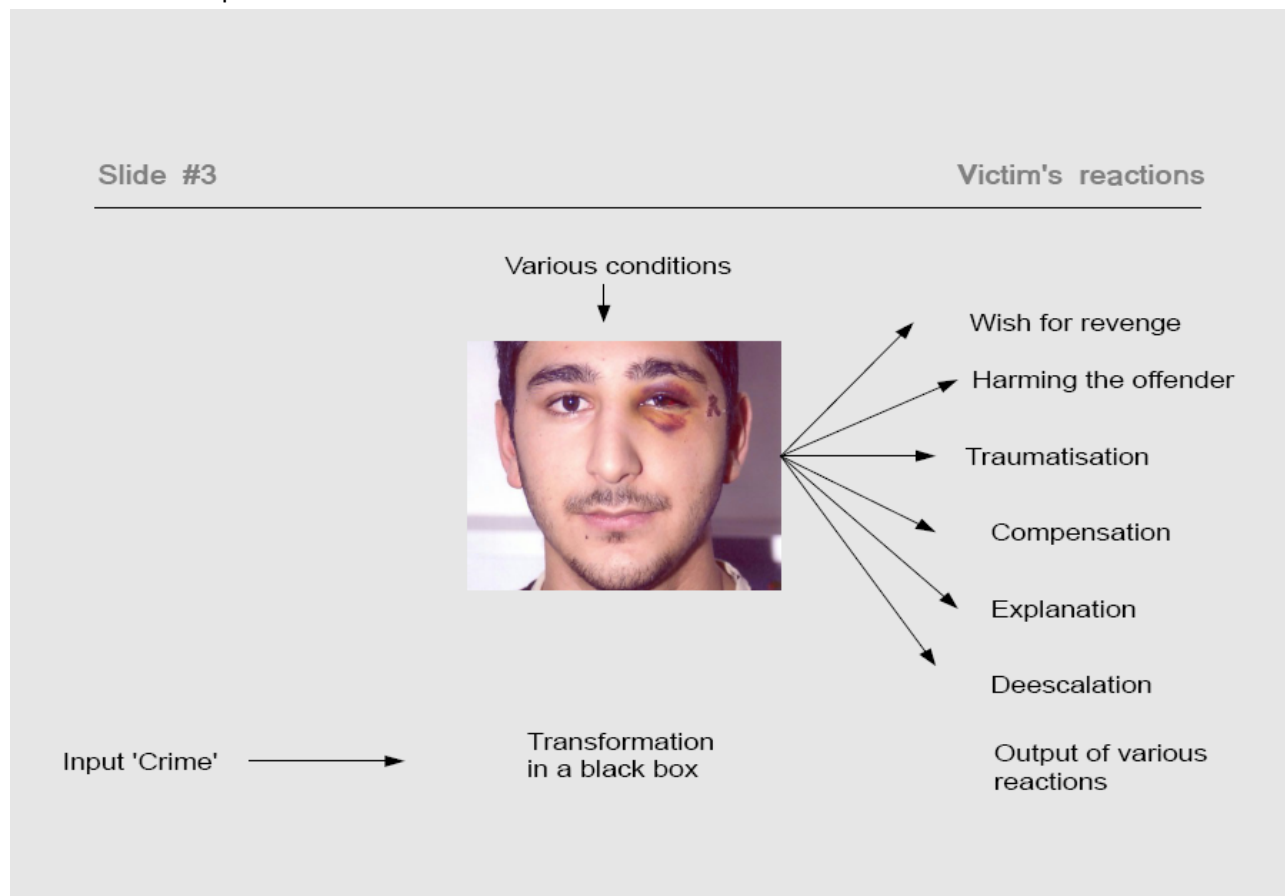 Slide #3
Victim's reactions
Various conditions
Wish for revenge
Harming the offender
Traumatisation
Compensation
Explanation
Deescalation
Input 'Crime'
Transformation
in a black box
Output of various
reactions